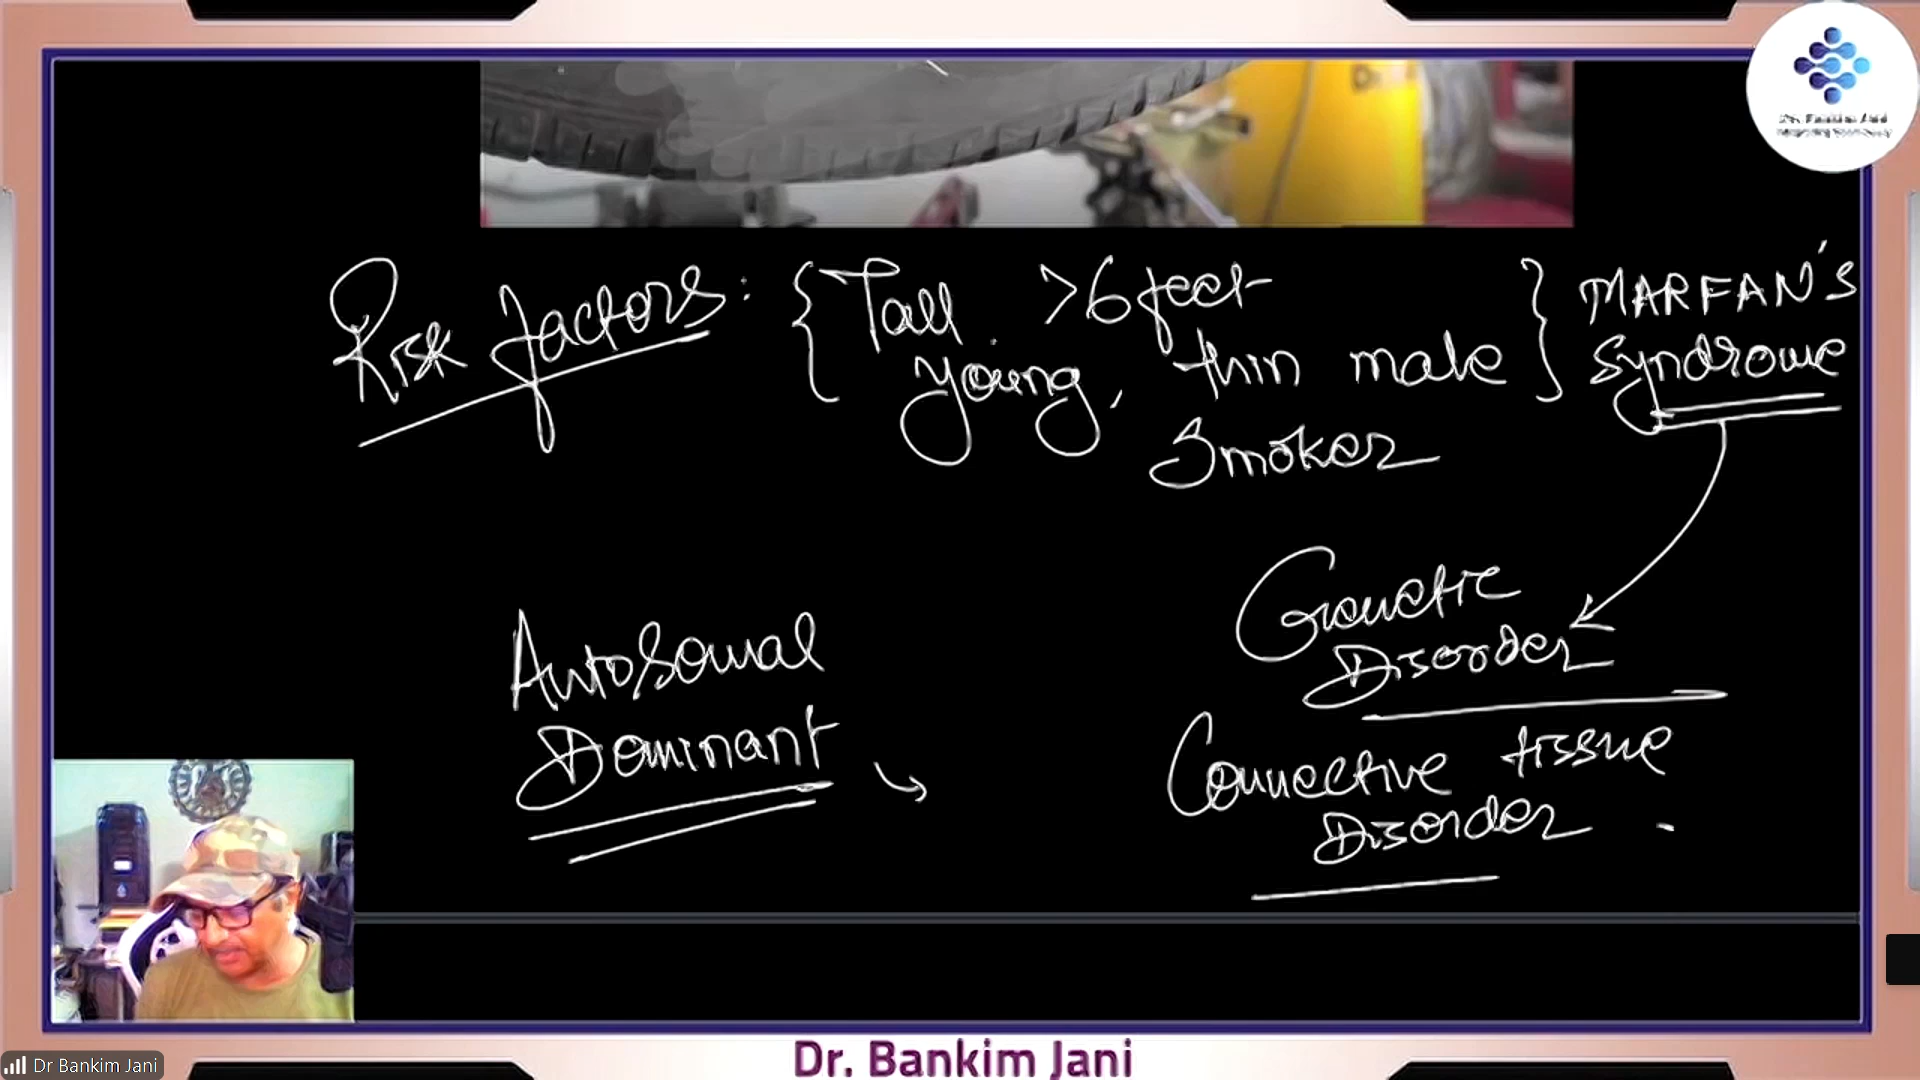 Risk factors: { Tall >6 feet } MARFAN'S
young, thin male Syndrome
Smoker
Genetic
Disorder
Autosomal
Dominant
Connective tissue
Disorder
Dr Bankim Jani
Dr. Bankim Jani